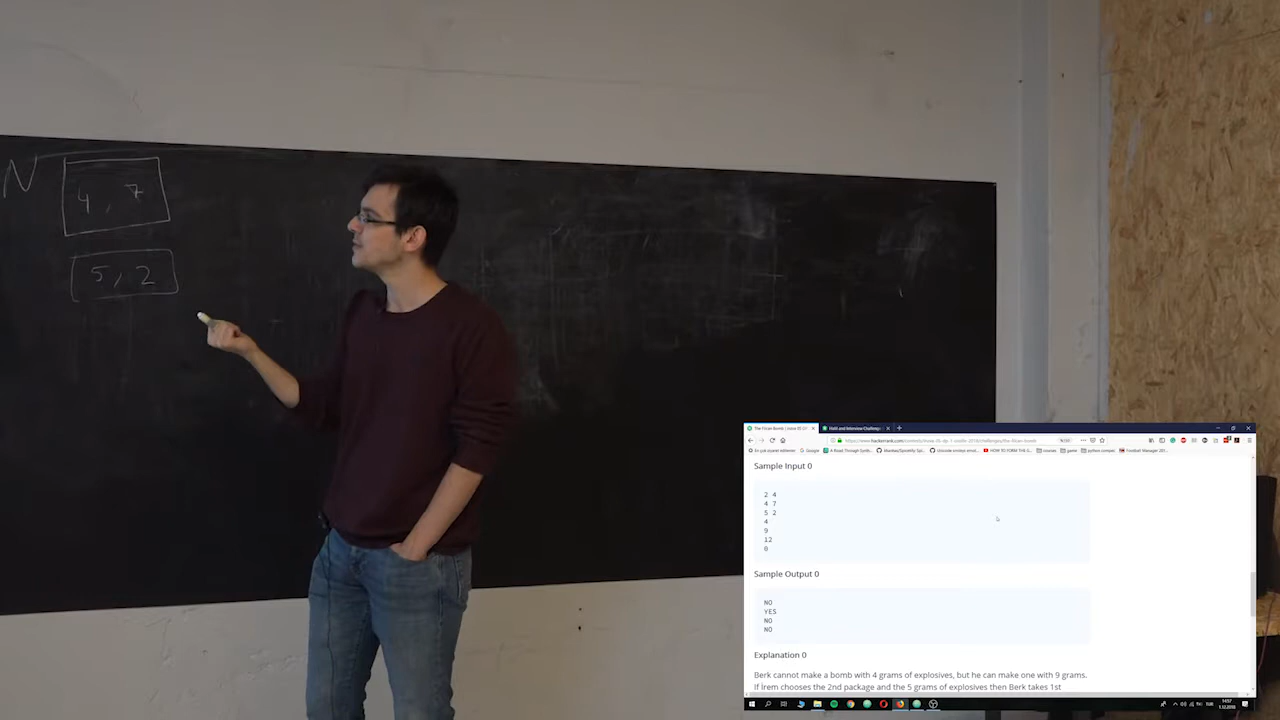 N
4, 7
5, 2
Sample Input 0
2 4
4 7
5 2
4
9
12
0
Sample Output 0
NO
YES
NO
NO
Explanation 0
Berk cannot make a bomb with 4 grams of explosives, but he can make one with 9 grams.
If Irem chooses the 2nd package and the 5 grams of explosives then Berk takes 1st